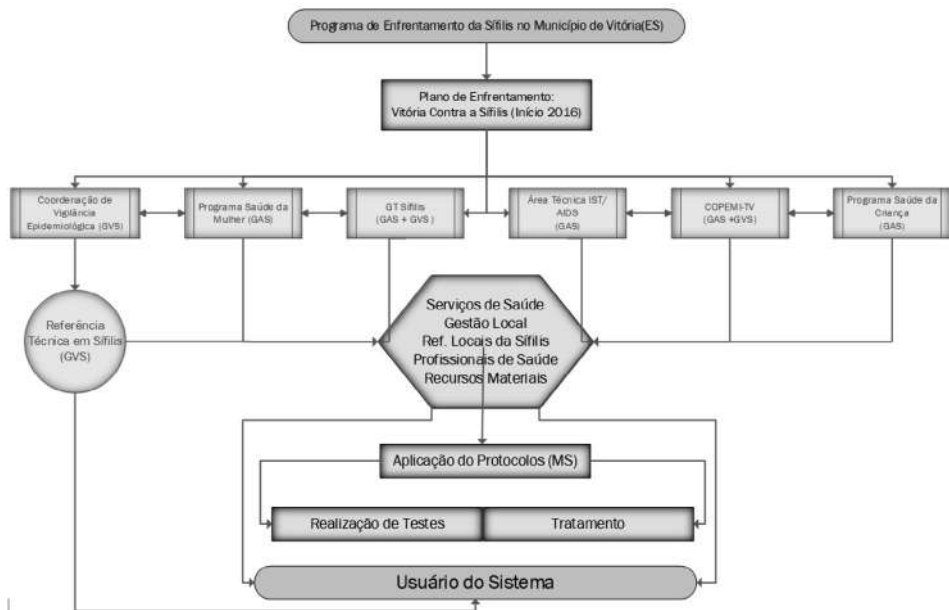 Programa de Enfrentamento da Sífilis no Município de Vitória(ES)
Plano de Enfrentamento:
Vitória Contra a Sífilis (Início 2016)
Coordenação de
Vigilância
Epidemiológica (GVS)
Programa Saúde da
Mulher (GAS)
GT Sífilis
(GAS + GVS )
Área Técnica IST/
AIDS
(GAS)
COPEMI-TV
(GAS +GVS)
Programa Saúde da
Criança
(GAS)
Referência
Técnica em Sífilis
(GVS)
Serviços de Saúde
Gestão Local
Ref. Locais da Sífilis
Profissionais de Saúde
Recursos Materiais
Aplicação do Protocolos (MS)
Realização de Testes
Tratamento
Usuário do Sistema